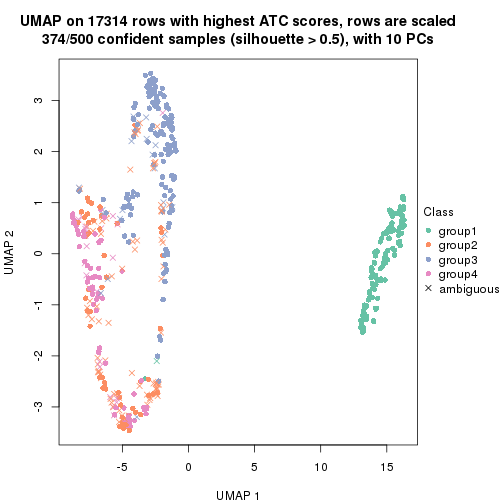 UMAP on 17314 rows with highest ATC scores, rows are scaled
374/500 confident samples (silhouette > 0.5), with 10 PCs
3
2
1
0
-1
-2
-3
UMAP 2
-5
0
5
10
15
UMAP 1
Class
group1
group2
group3
group4
ambiguous